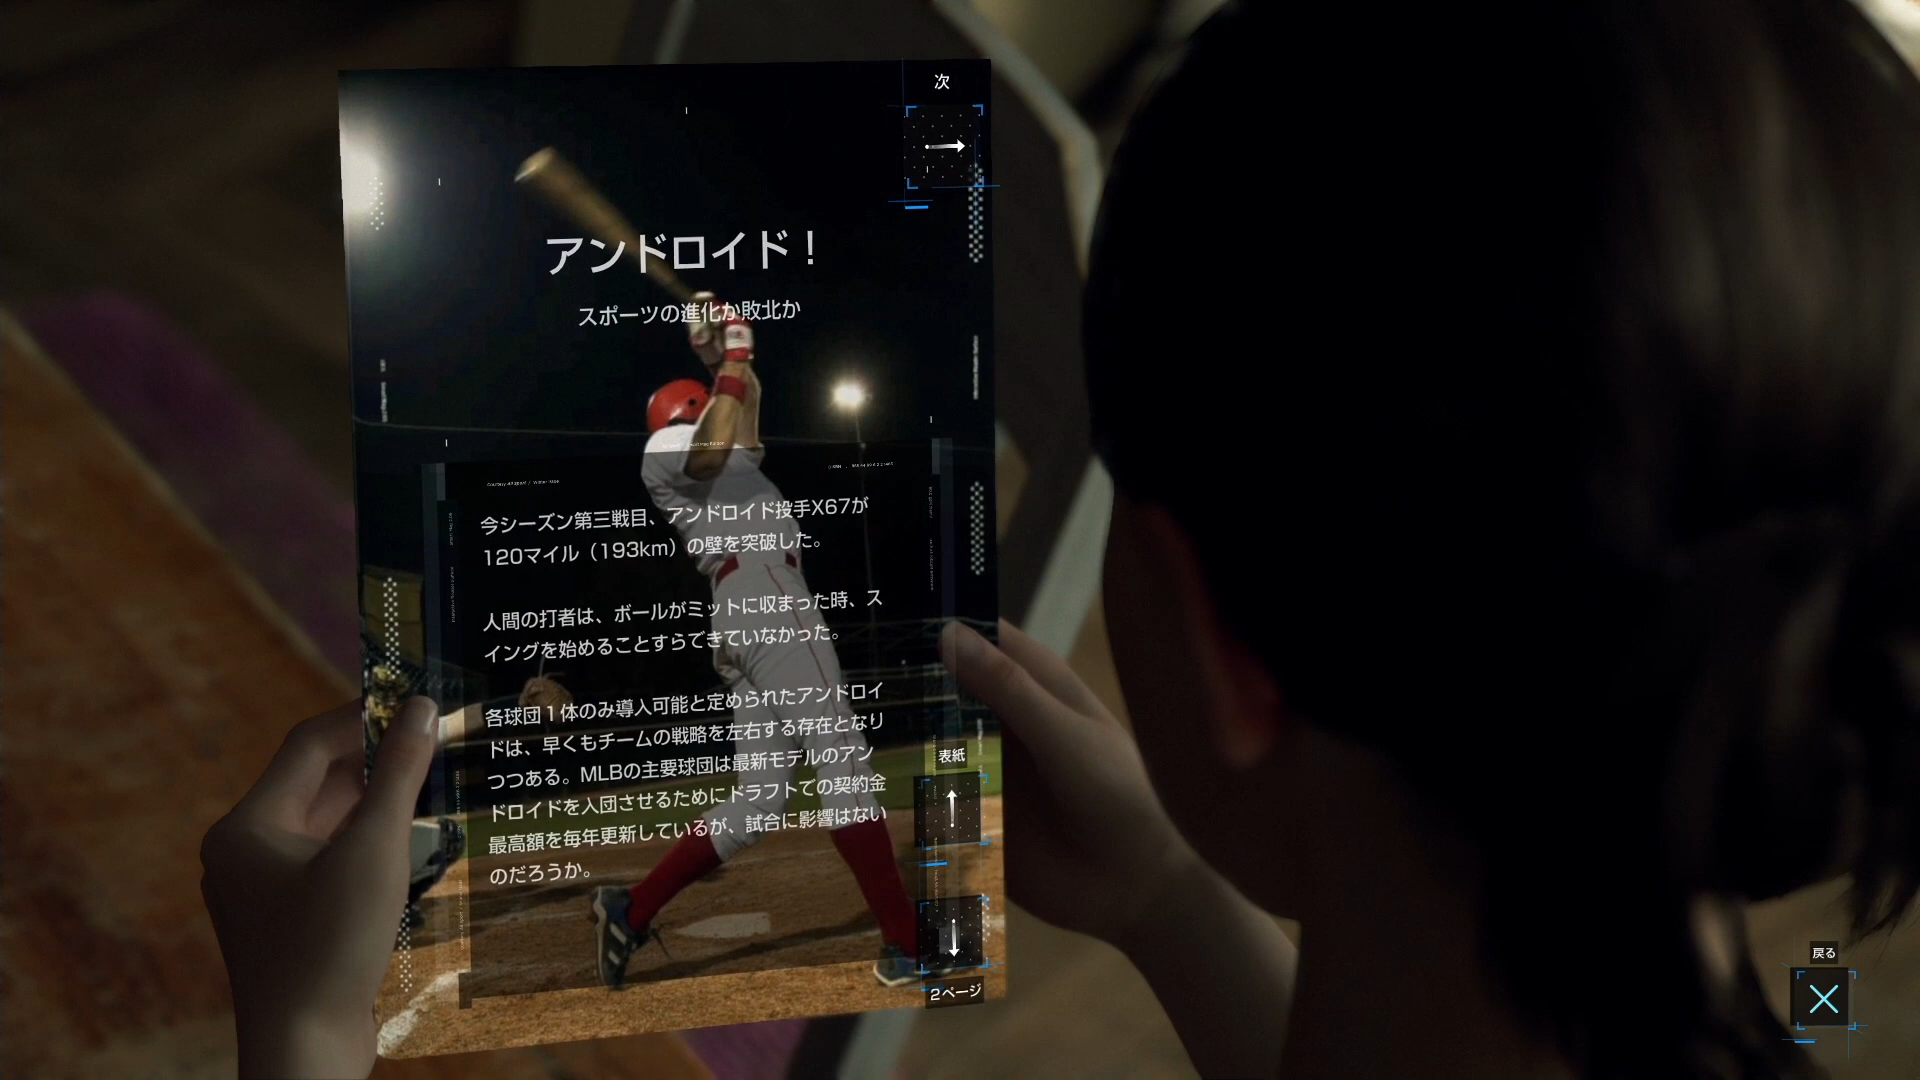 次
アンドロイド！
スポーツの進化か敗北か
今シーズン第三戦目、アンドロイド投手X67が
120マイル（193km）の壁を突破した。
人間の打者は、ボールがミットに収まった時、ス
イングを始めることすらできていなかった。
各球団１体のみ導入可能と定められたアンドロイ
ドは、早くもチームの戦略を左右する存在となり
つつある。MLBの主要球団は最新モデルのアン
ドロイドを入団させるためにドラフトでの契約金
最高額を毎年更新しているが、試合に影響はない
のだろうか。
表紙
2ページ
戻る